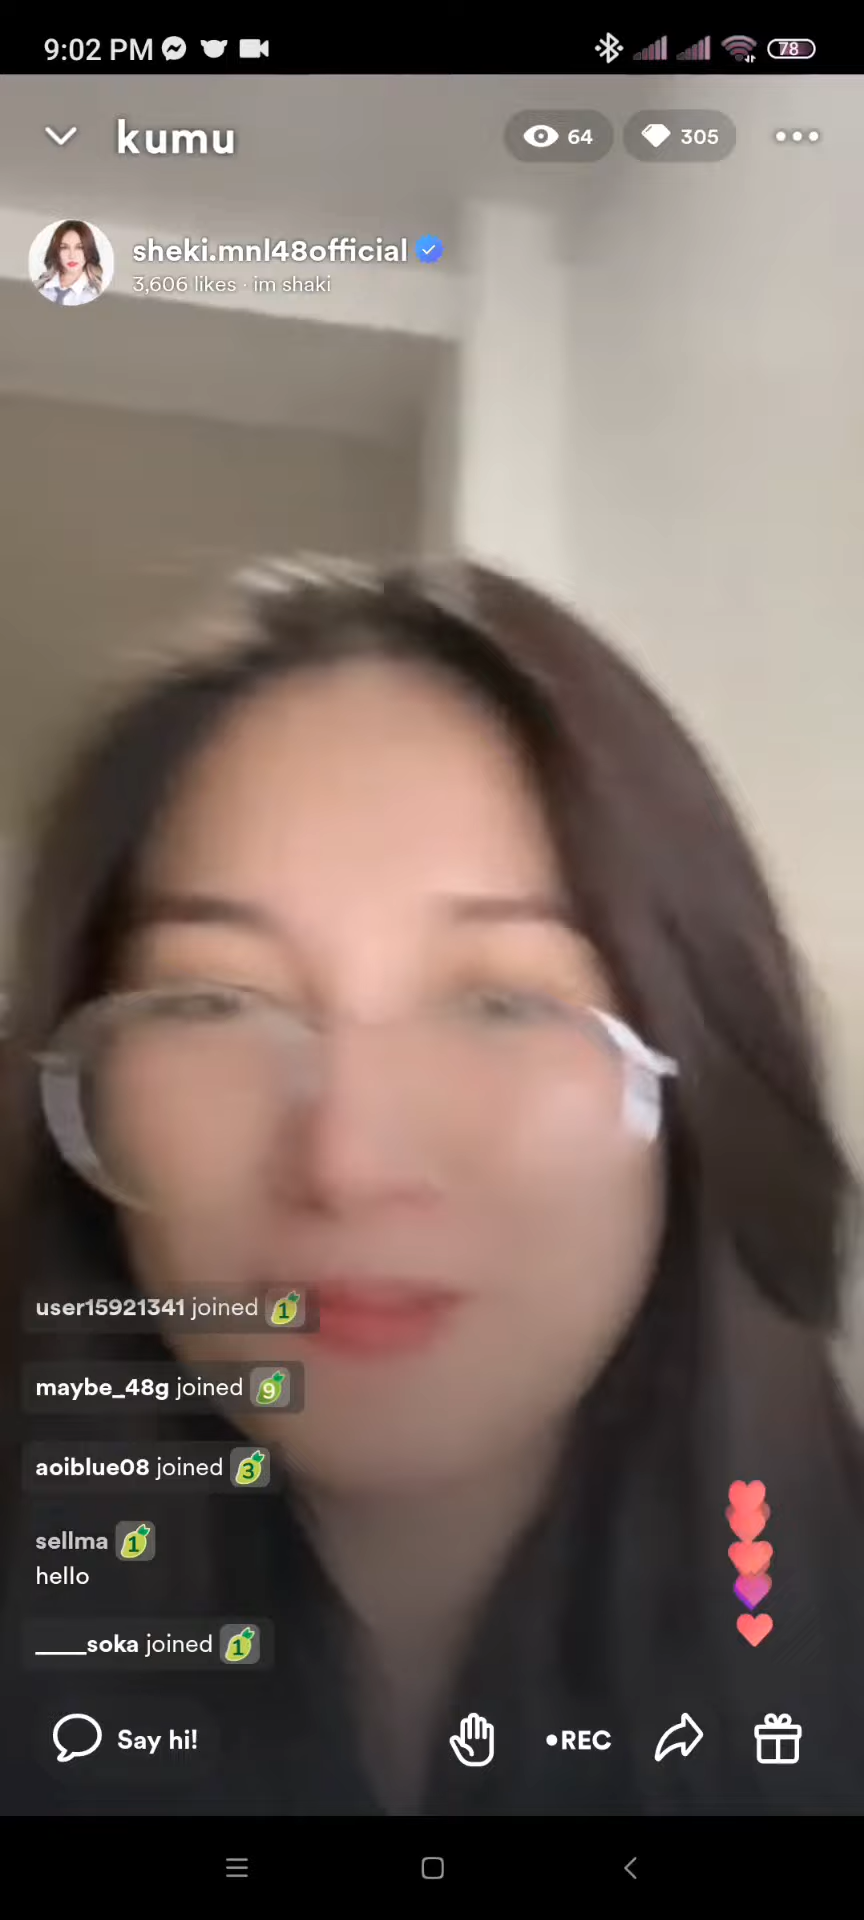 9:02 PM
78
kumu
64
305
sheki.mnl48official
3,606 likes · im shaki
user15921341 joined 1
maybe_48g joined 9
aoiblue08 joined 3
sellma 1
hello
____soka joined 1
Say hi!
•REC